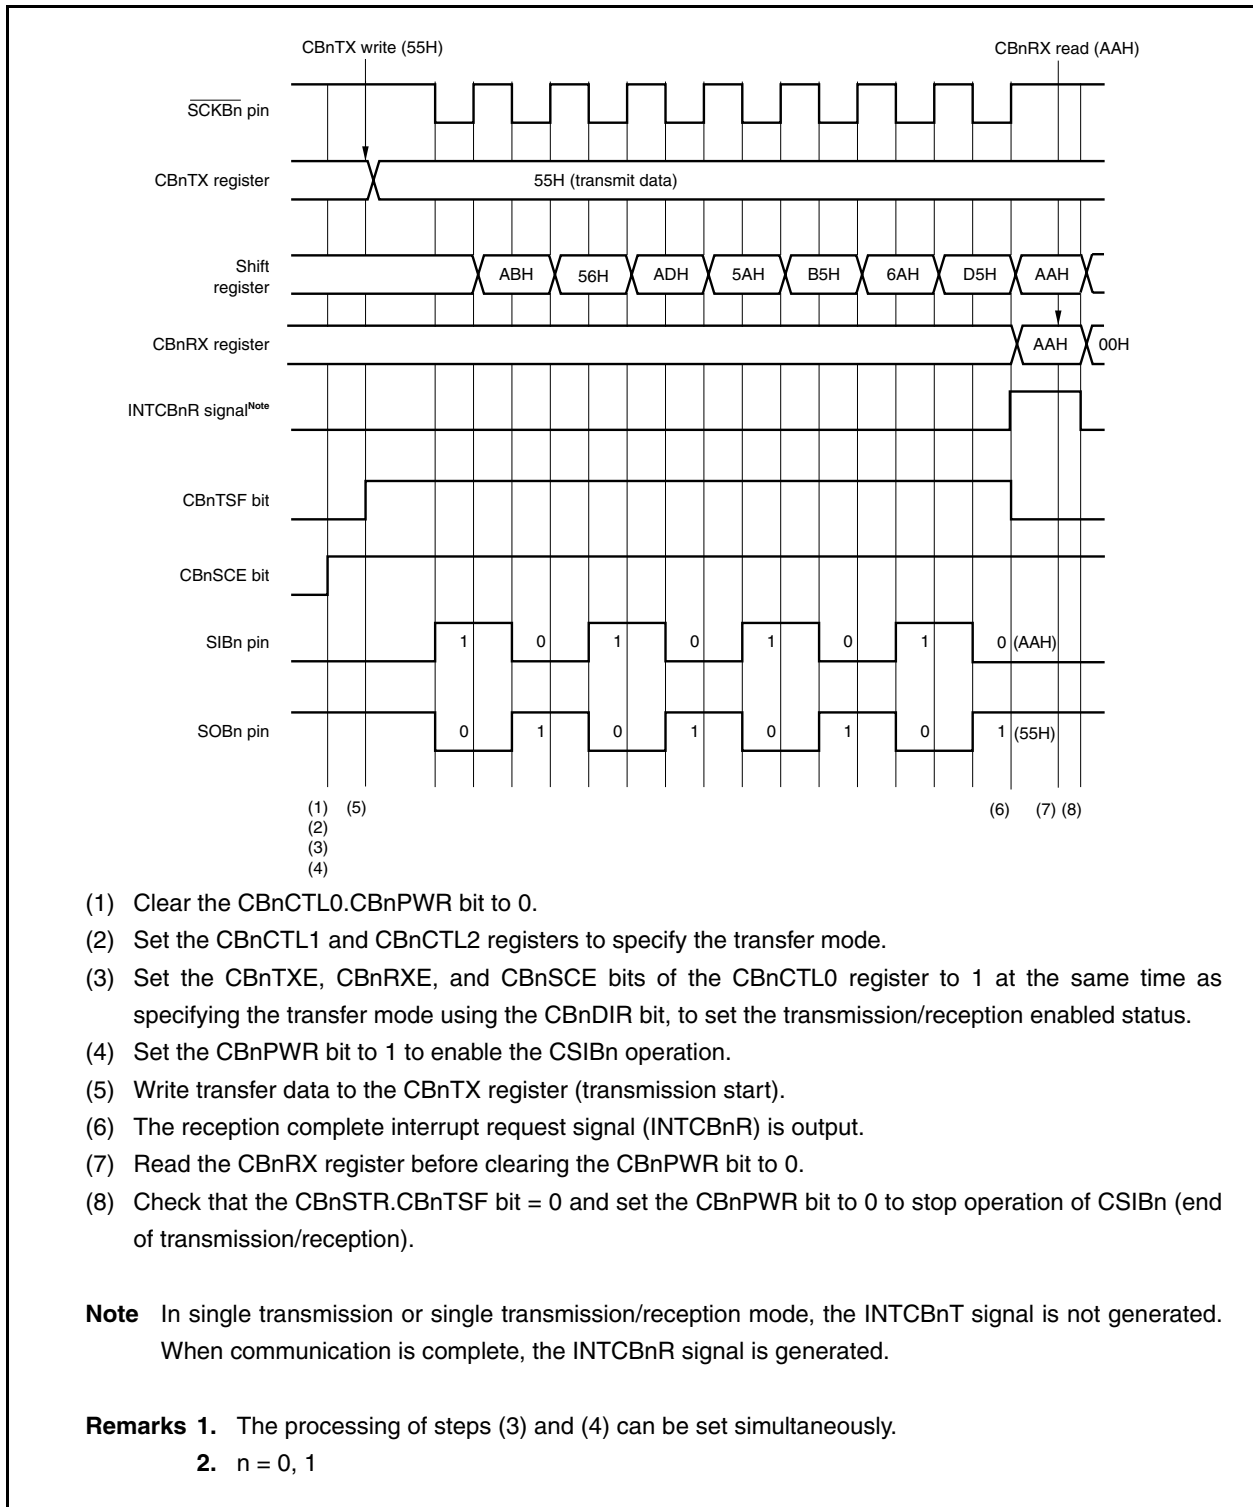 CBnTX write (55H) CBnRX read (AAH)
SCKBn pin
CBnTX register 55H (transmit data)
Shift
register
ABH 56H ADH 5AH B5H 6AH D5H AAH
CBnRX register AAH 00H
INTCBnR signalNote
CBnTSF bit
CBnSCE bit
SIBn pin 1 0 1 0 1 0 1 0 (AAH)
SOBn pin 0 1 0 1 0 1 0 1 (55H)
(1) (5) (6) (7) (8)
(2)
(3)
(4)
(1) Clear the CBnCTL0.CBnPWR bit to 0.
(2) Set the CBnCTL1 and CBnCTL2 registers to specify the transfer mode.
(3) Set the CBnTXE, CBnRXE, and CBnSCE bits of the CBnCTL0 register to 1 at the same time as
specifying the transfer mode using the CBnDIR bit, to set the transmission/reception enabled status.
(4) Set the CBnPWR bit to 1 to enable the CSIBn operation.
(5) Write transfer data to the CBnTX register (transmission start).
(6) The reception complete interrupt request signal (INTCBnR) is output.
(7) Read the CBnRX register before clearing the CBnPWR bit to 0.
(8) Check that the CBnSTR.CBnTSF bit = 0 and set the CBnPWR bit to 0 to stop operation of CSIBn (end
of transmission/reception).
Note In single transmission or single transmission/reception mode, the INTCBnT signal is not generated.
When communication is complete, the INTCBnR signal is generated.
Remarks 1. The processing of steps (3) and (4) can be set simultaneously.
2. n = 0, 1